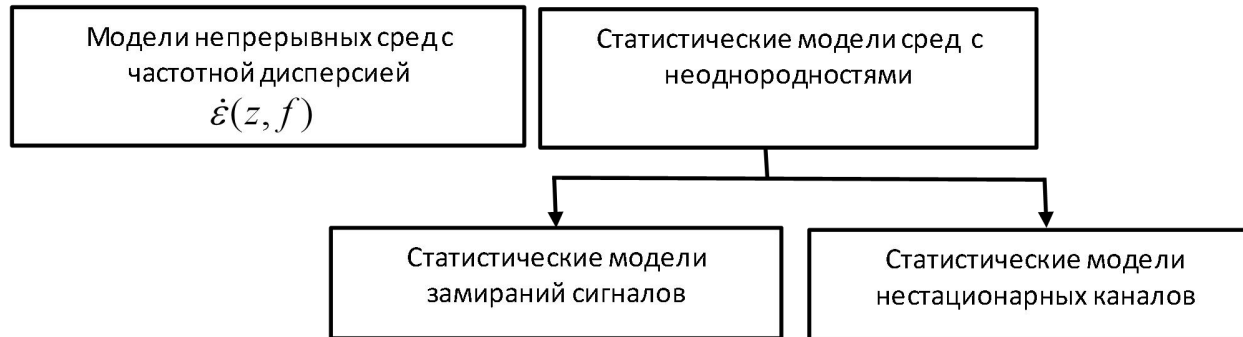 Модели непрерывных сред с
частотной дисперсией
ε̇(z, f)
Статистические модели сред с
неоднородностями
Статистические модели
замираний сигналов
Статистические модели
нестационарных каналов